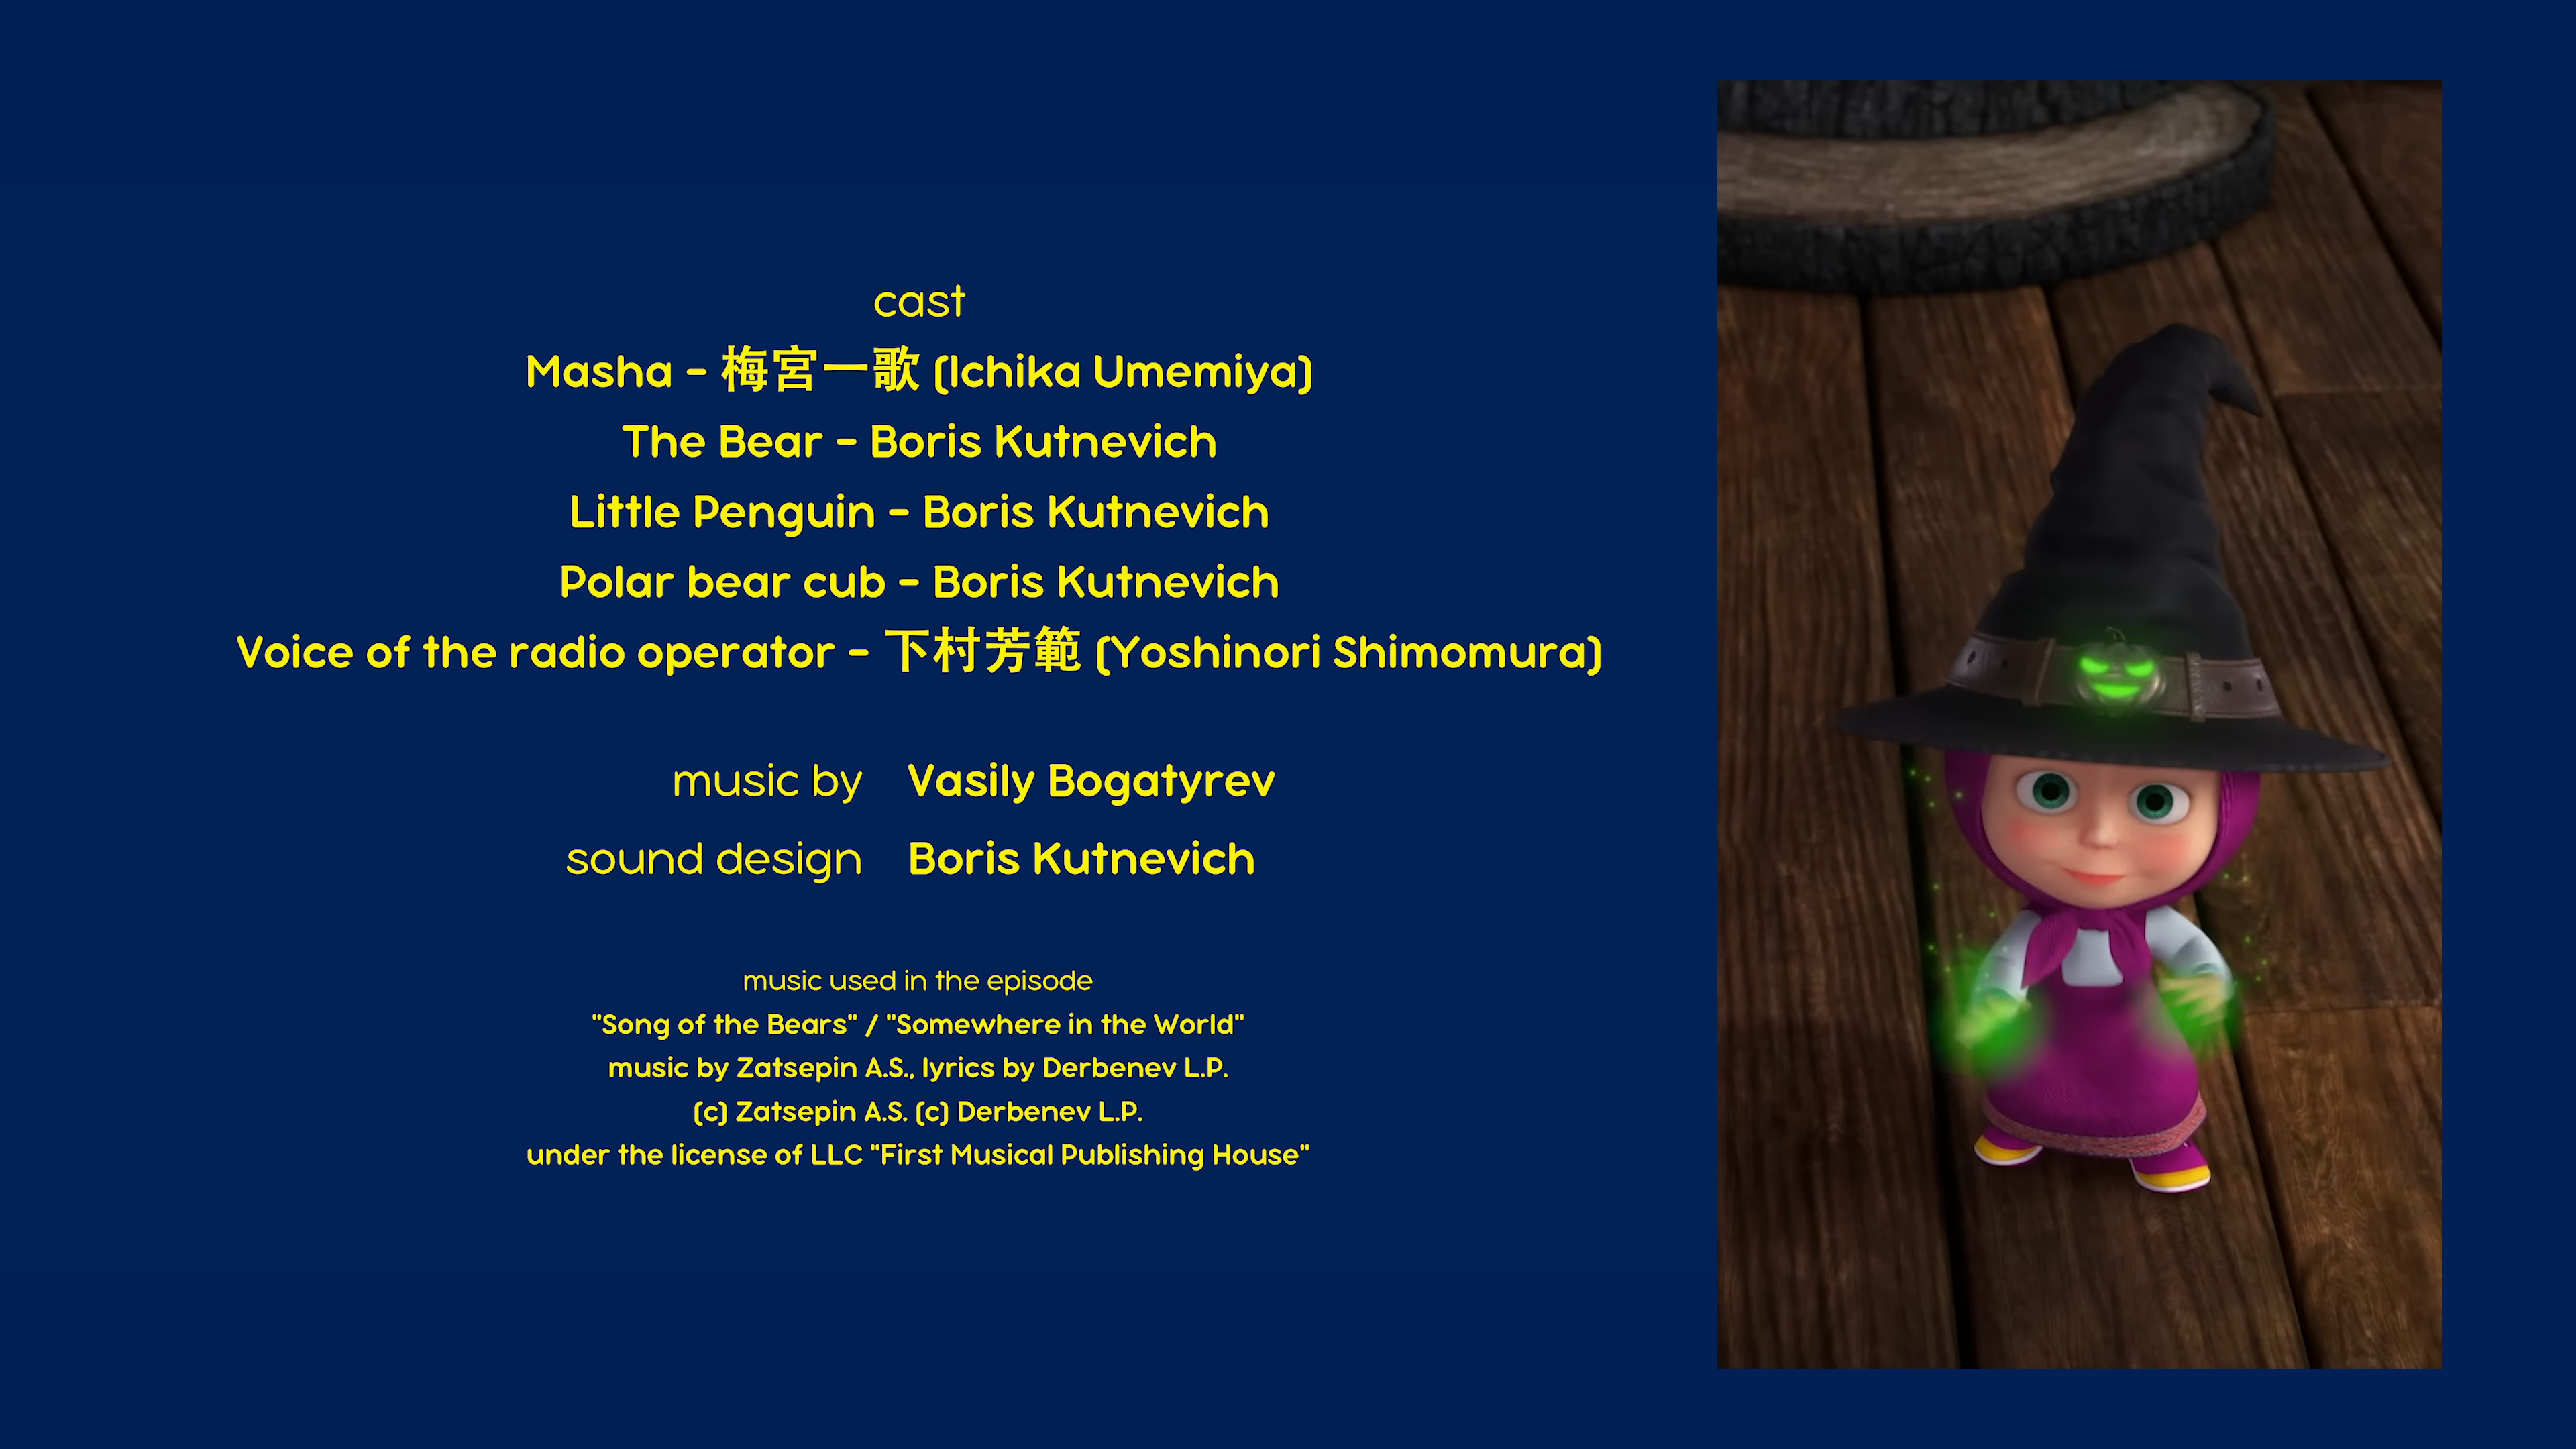 cast
Masha - 梅宮一歌 (Ichika Umemiya)
The Bear - Boris Kutnevich
Little Penguin - Boris Kutnevich
Polar bear cub - Boris Kutnevich
Voice of the radio operator - 下村芳範 (Yoshinori Shimomura)
music by Vasily Bogatyrev
sound design Boris Kutnevich
music used in the episode
"Song of the Bears" / "Somewhere in the World"
music by Zatsepin A.S., lyrics by Derbenev L.P.
(c) Zatsepin A.S. (c) Derbenev L.P.
under the license of LLC "First Musical Publishing House"